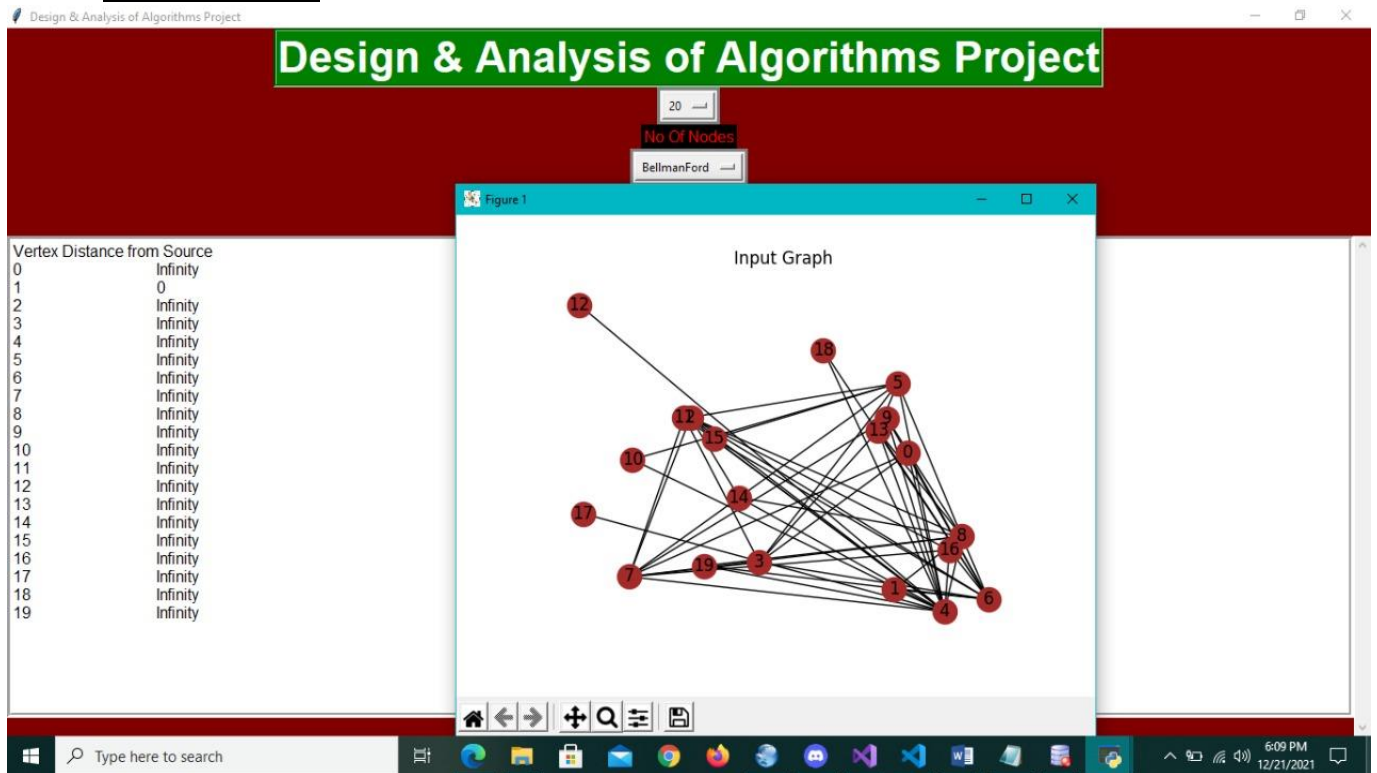 Design & Analysis of Algorithms Project
Design & Analysis of Algorithms Project
20
No Of Nodes
BellmanFord
Figure 1
Input Graph
12
18
5
11 2
9
13
15
0
10
14
17
8
16
3
19
7
1
6
4
Vertex Distance from Source
0 Infinity
1 0
2 Infinity
3 Infinity
4 Infinity
5 Infinity
6 Infinity
7 Infinity
8 Infinity
9 Infinity
10 Infinity
11 Infinity
12 Infinity
13 Infinity
14 Infinity
15 Infinity
16 Infinity
17 Infinity
18 Infinity
19 Infinity
Type here to search
6:09 PM
12/21/2021